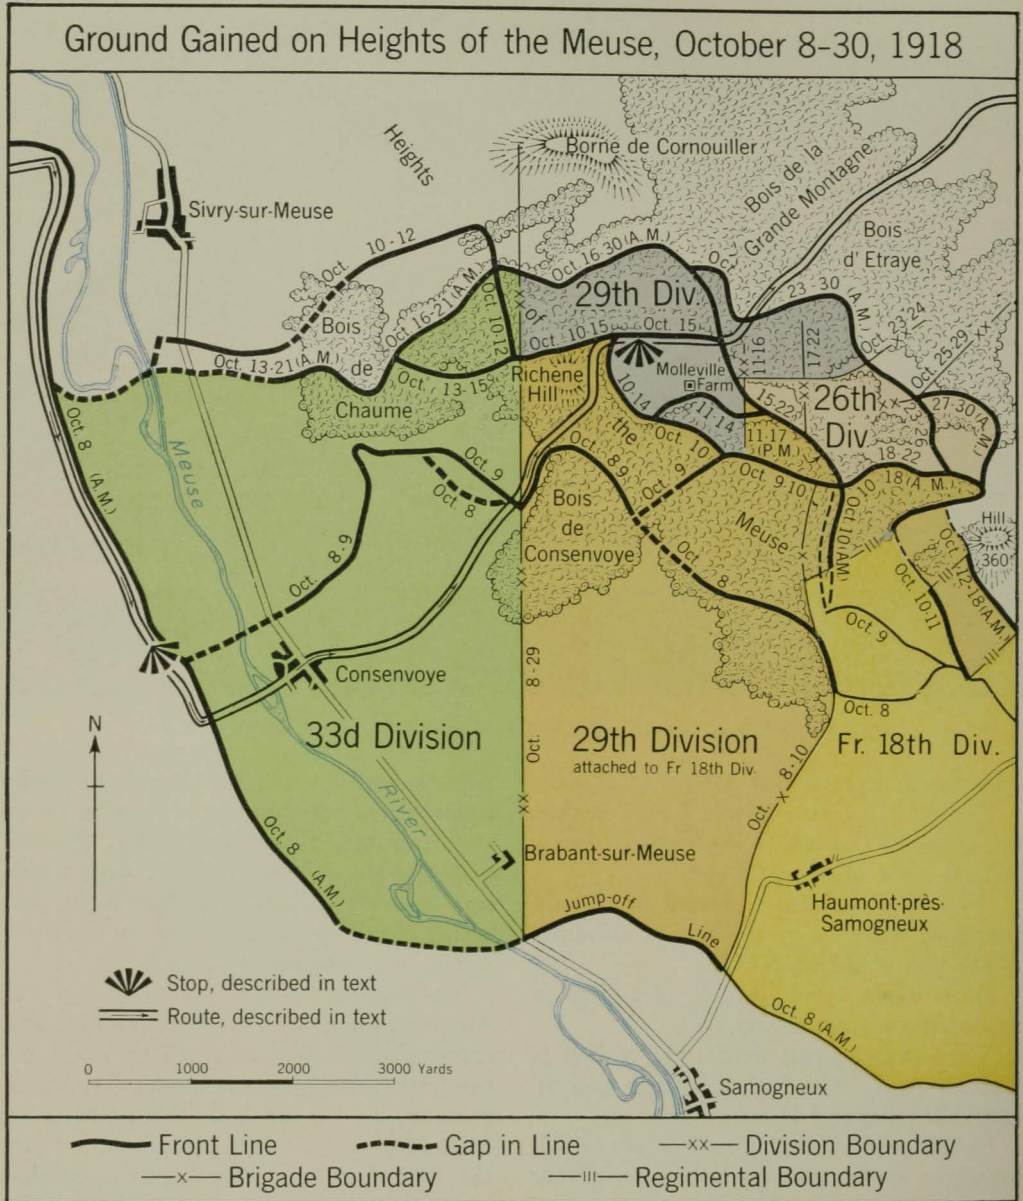 Ground Gained on Heights of the Meuse, October 8-30, 1918
Heights
Borne de Cornouiller
Bois de la
Grande Montagne
Sivry-sur-Meuse
Bois
d'Etraye
Oct. 10-12
Oct. 16-30 (A.M.)
Oct.
23-30 (A.M.)
29th Div.
of
Bois
de
Chaume
Oct. 16-21 (A.M.)
Oct. 10-12
Oct. 13-21 (A.M.)
Oct. 13-15
Oct. 10-15
Oct. 15
Richene
Hill
Molleville
Farm
11-16
17-22
Oct. 23-24
Oct. 25-29
10-14
11-14
15-22
11-17
(P.M.)
26th
Div.
23-26
27-30 (A.M.)
18-22
the
Oct. 10
Oct. 8 (A.M.)
Meuse
Oct. 9
Oct. 8
Oct. 8-9
Oct. 9
Oct. 9-10
Oct. 10
18 (A.M.)
Bois
de
Consenvoye
Meuse
Oct. 10 (AM)
Hill
360
Oct. 8-9
Oct. 8
Oct. 10-11
Oct. 12-18 (A.M.)
Oct. 9
Consenvoye
Oct. 8-29
Oct. 8
N
33d Division
29th Division
attached to Fr 18th Div.
Fr. 18th Div.
Oct. 8-10
River
Oct. 8 (A.M.)
Brabant-sur-Meuse
Haumont-près-
Samogneux
Jump-off
Line
Stop, described in text
Route, described in text
Oct. 8 (A.M.)
0 1000 2000 3000 Yards
Samogneux
Front Line Gap in Line xx Division Boundary
x Brigade Boundary III Regimental Boundary